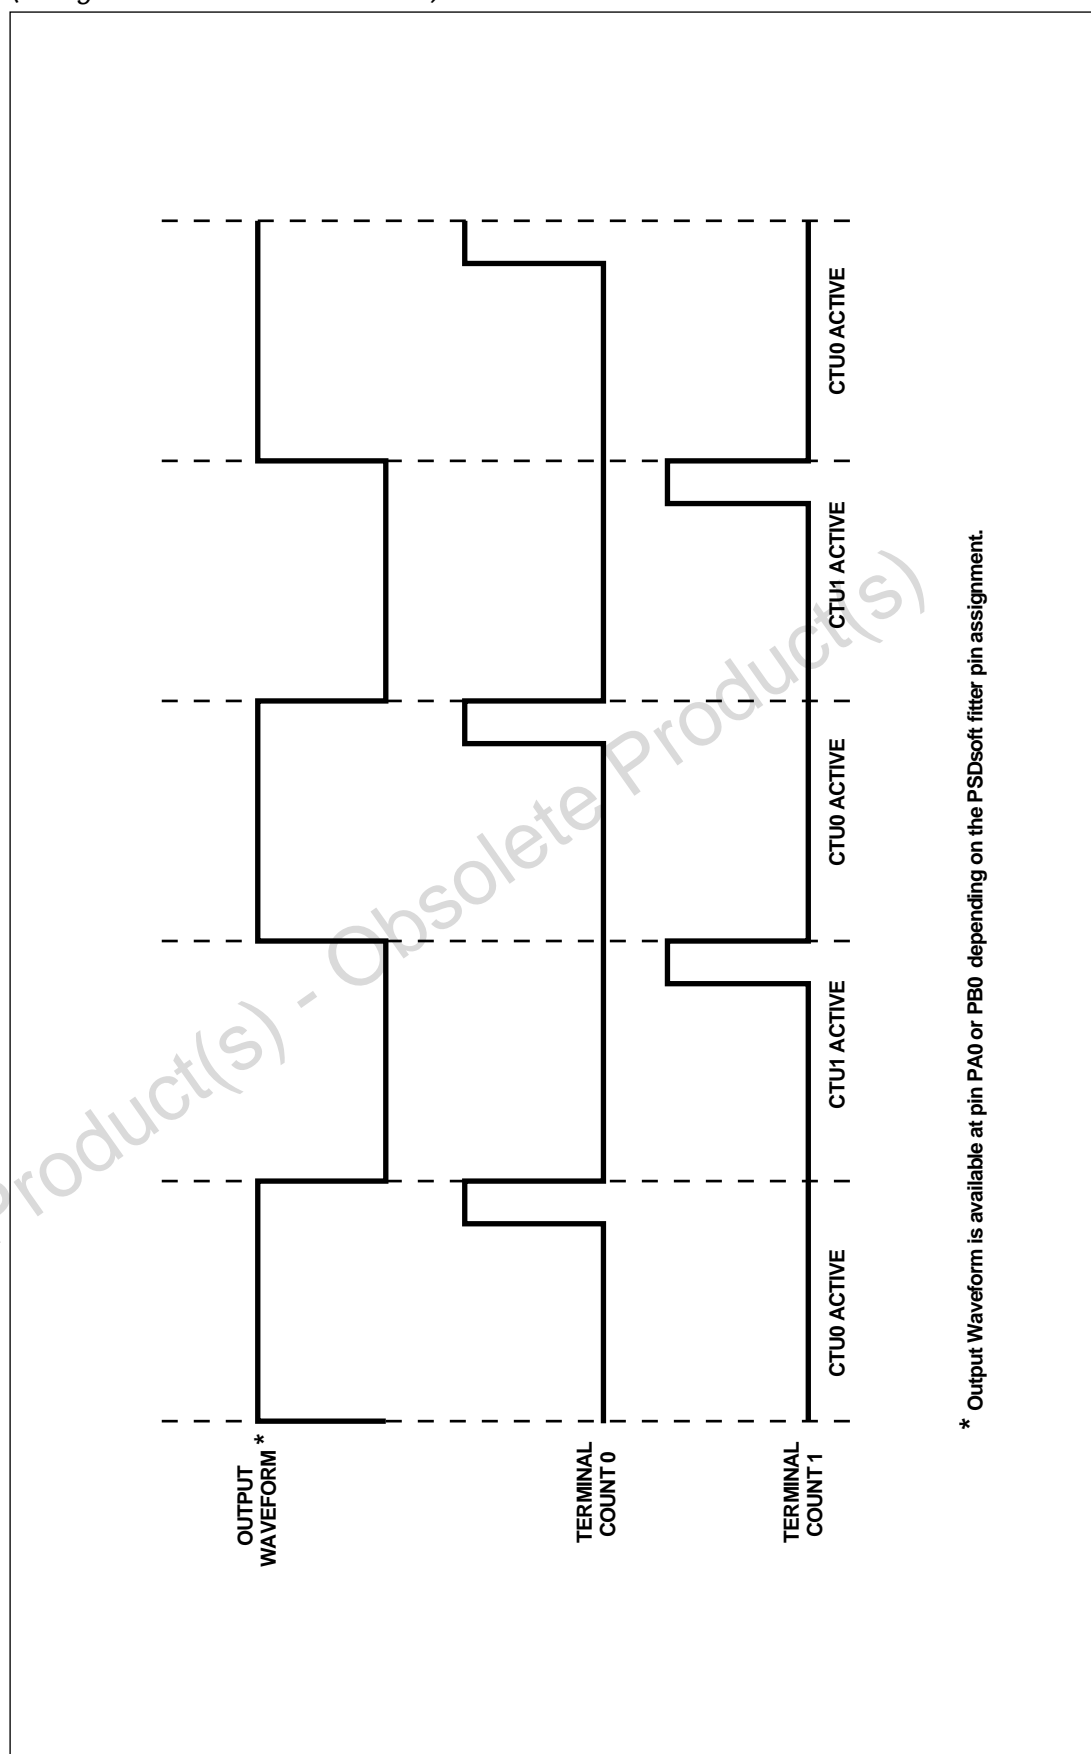 OUTPUT
WAVEFORM *
TERMINAL
COUNT 0
TERMINAL
COUNT 1
CTU0 ACTIVE
CTU1 ACTIVE
CTU0 ACTIVE
CTU1 ACTIVE
CTU0 ACTIVE
* Output Waveform is available at pin PA0 or PB0 depending on the PSDsoft fitter pin assignment.
Product(s) - Obsolete Product(s)